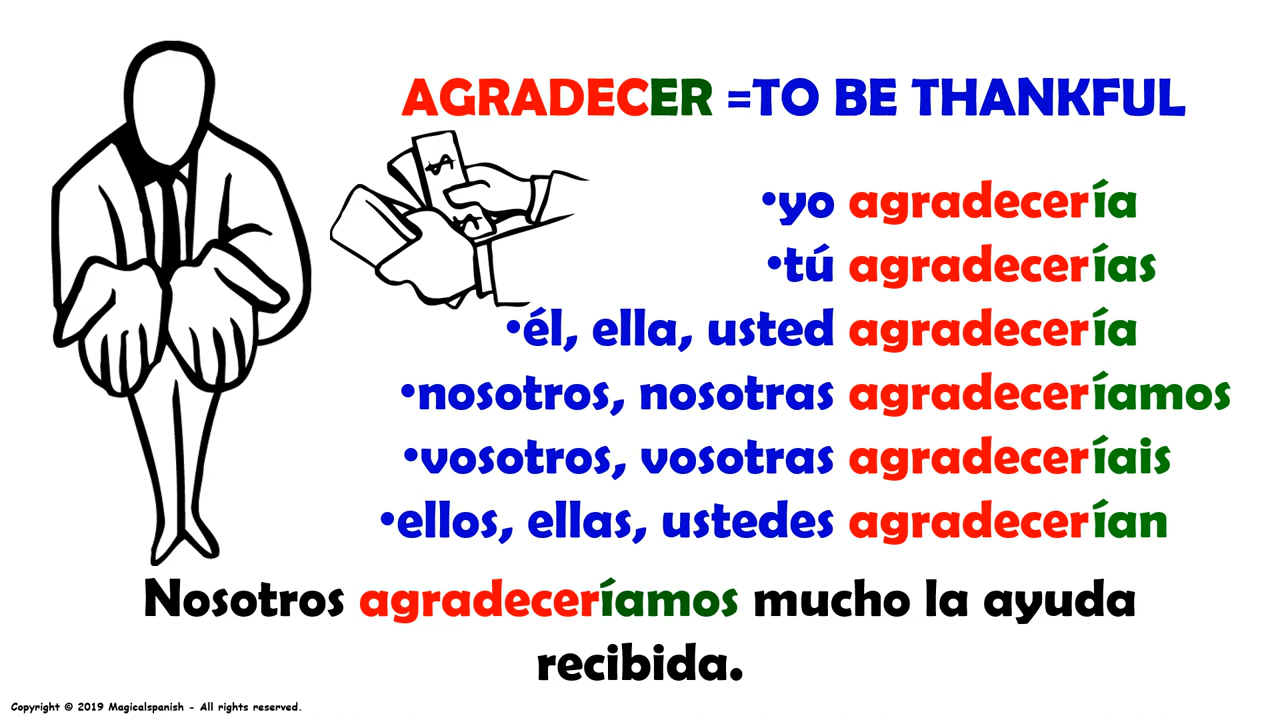 AGRADECER =TO BE THANKFUL
•yo agradecería
•tú agradecerías
•él, ella, usted agradecería
•nosotros, nosotras agradeceríamos
•vosotros, vosotras agradeceríais
•ellos, ellas, ustedes agradecerían
Nosotros agradeceríamos mucho la ayuda
recibida.
Copyright © 2019 Magicalspanish - All rights reserved.